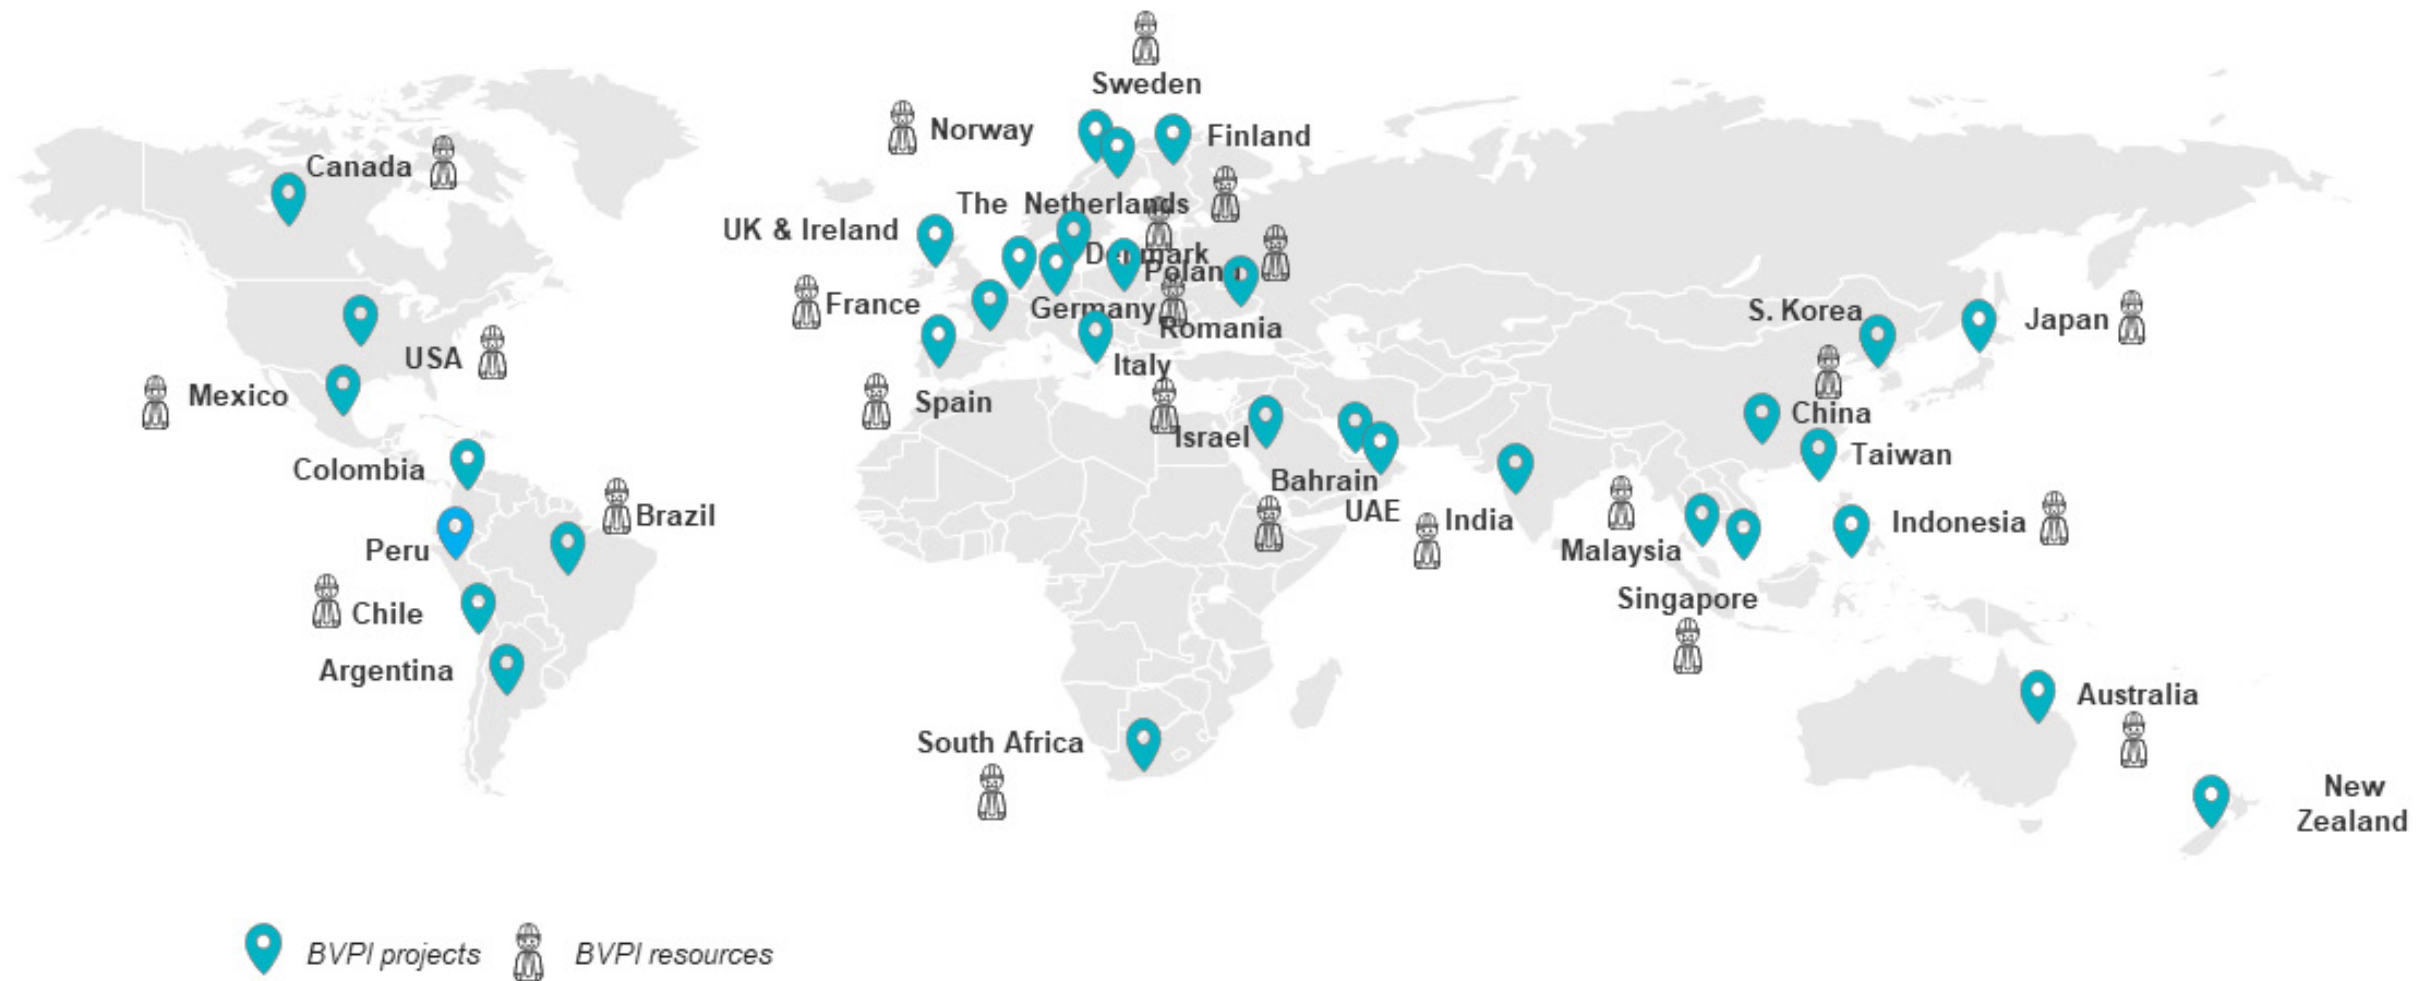 Sweden
Norway
Finland
Canada
The Netherlands
UK & Ireland
Denmark
Poland
France
Germany
Romania
S. Korea
Japan
USA
Italy
Mexico
Spain
China
Israel
Taiwan
Colombia
Bahrain
UAE
Brazil
India
Indonesia
Peru
Malaysia
Chile
Singapore
Argentina
Australia
South Africa
New
Zealand
BVPI projects
BVPI resources